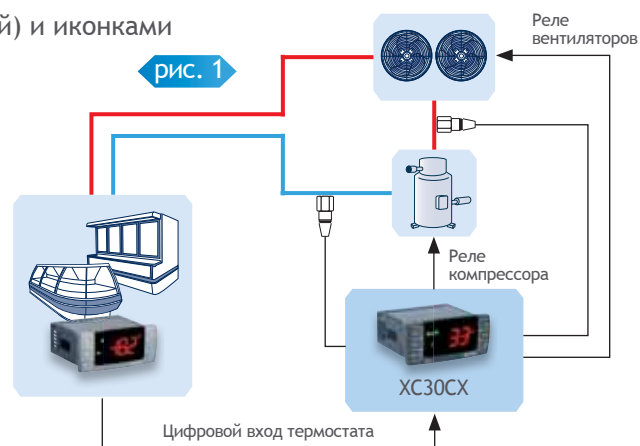 й) и иконками
рис. 1
Реле
вентиляторов
Реле
компрессора
XC30CX
Цифровой вход термостата